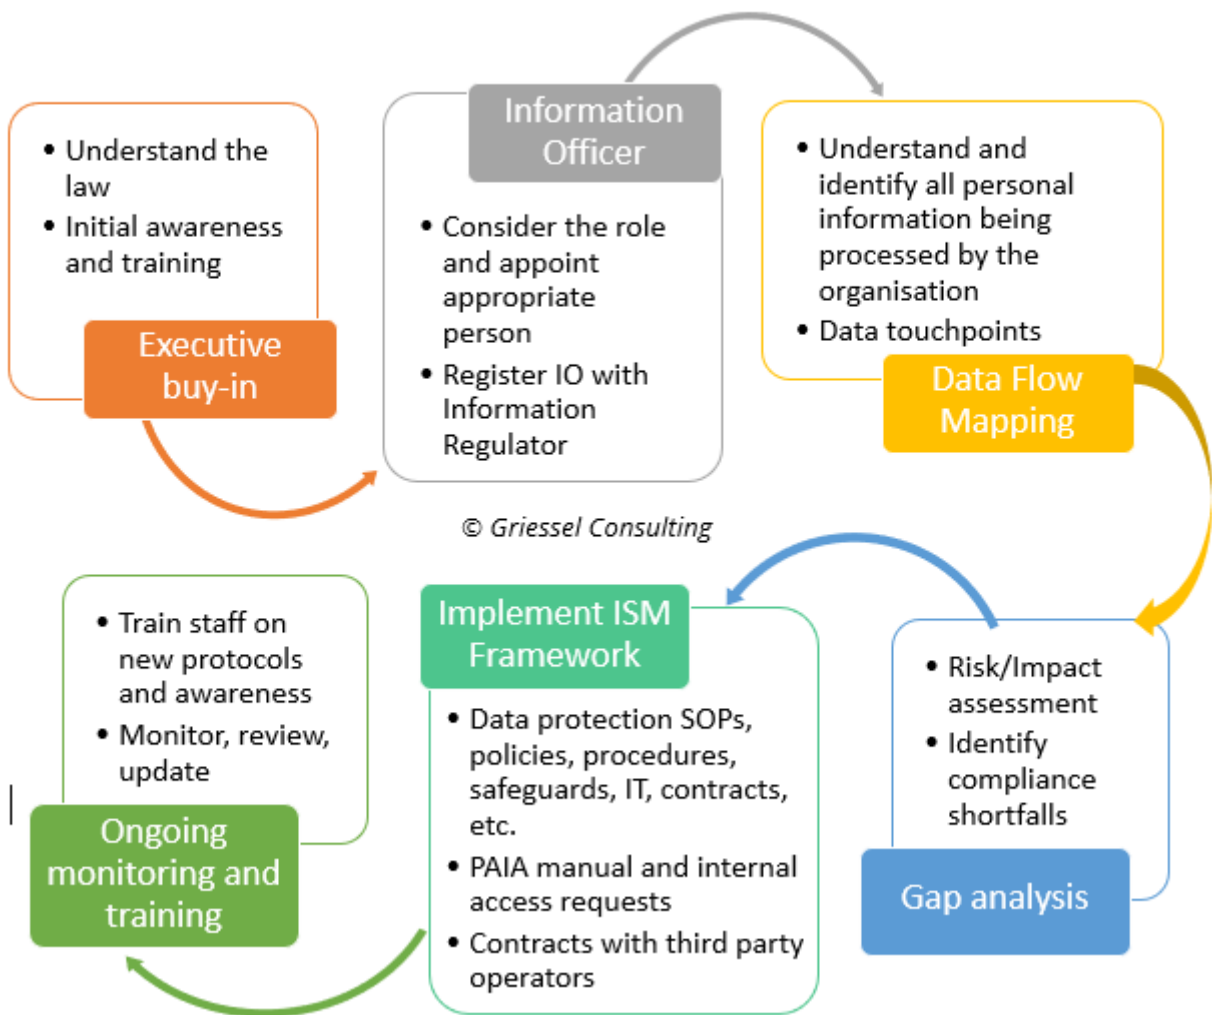 • Understand the
law
• Initial awareness
and training
Executive
buy-in
Information
Officer
• Consider the role
and appoint
appropriate
person
• Register IO with
Information
Regulator
• Understand and
identify all personal
information being
processed by the
organisation
• Data touchpoints
Data Flow
Mapping
© Griessel Consulting
• Risk/Impact
assessment
• Identify
compliance
shortfalls
Gap analysis
Implement ISM
Framework
• Data protection SOPs,
policies, procedures,
safeguards, IT, contracts,
etc.
• PAIA manual and internal
access requests
• Contracts with third party
operators
• Train staff on
new protocols
and awareness
• Monitor, review,
update
Ongoing
monitoring and
training